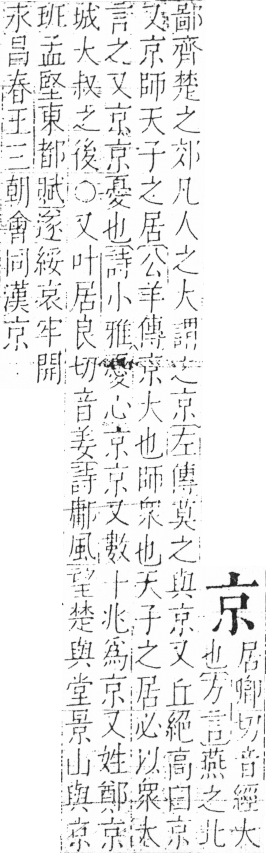 京
居卿切音經大
也方言燕之北
鄙齊楚之郊凡人之大謂之京左傳莫之與京又丘絕高曰京
又京師天子之居公羊傳京大也師眾也天子之居必以眾大
言之又京京憂也詩小雅憂心京京又數十兆爲京又姓鄭京
城大叔之後○又叶居良切音姜詩鄘風望楚與堂景山與京
班孟堅東都賦遂綏哀牢開
永昌春王三朝會同漢京